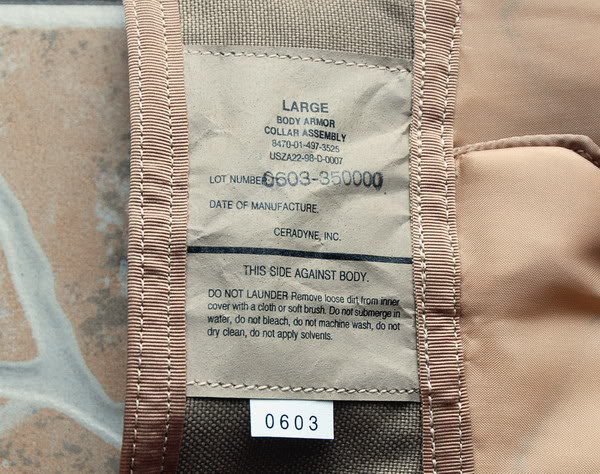 LARGE
BODY ARMOR
COLLAR ASSEMBLY
8470-01-497-3525
USZA22-98-D-0007
LOT NUMBER 0603-350000
DATE OF MANUFACTURE.
CERADYNE, INC.
THIS SIDE AGAINST BODY.
DO NOT LAUNDER Remove loose dirt from inner
cover with a cloth or soft brush. Do not submerge in
water, do not bleach, do not machine wash, do not
dry clean, do not apply solvents.
0603